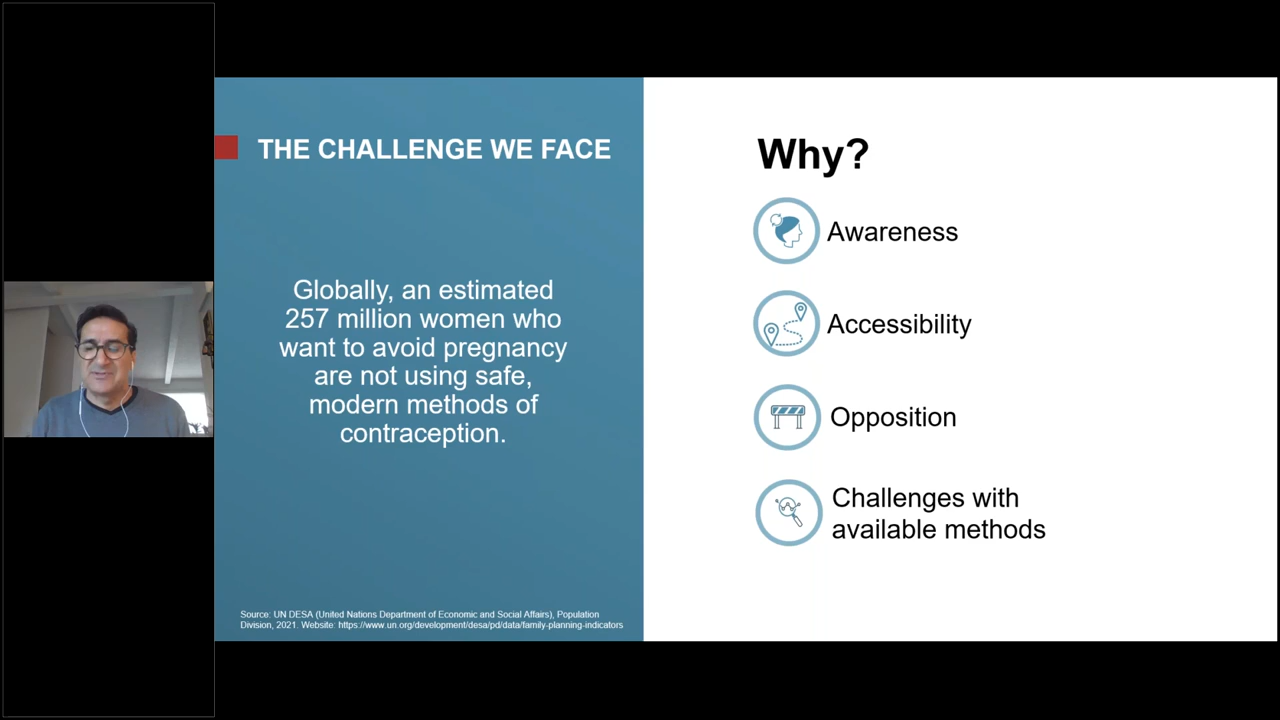 THE CHALLENGE WE FACE
Globally, an estimated
257 million women who
want to avoid pregnancy
are not using safe,
modern methods of
contraception.
Source: UN DESA (United Nations Department of Economic and Social Affairs), Population
Division, 2021. Website: https://www.un.org/development/desa/pd/data/family-planning-indicators
Why?
Awareness
Accessibility
Opposition
Challenges with
available methods